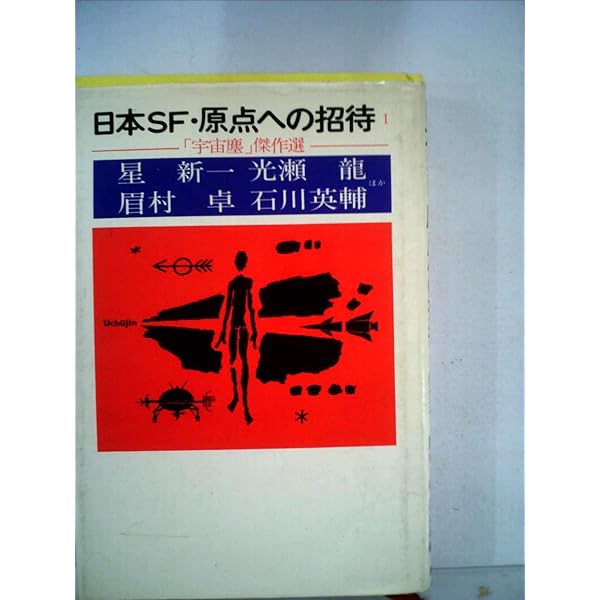 日本SF・原点への招待 1
「宇宙塵」傑作選
星 新一 光瀬 龍
眉村 卓 石川英輔 ほか
Uchūjin